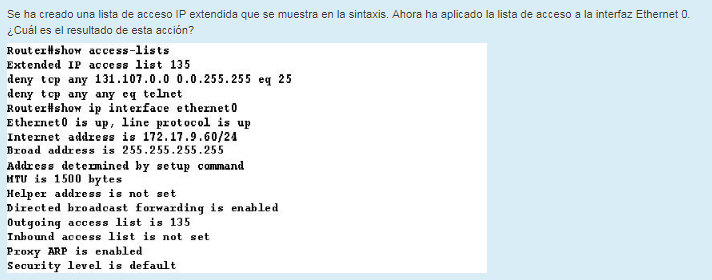 Se ha creado una lista de acceso IP extendida que se muestra en la sintaxis. Ahora ha aplicado la lista de acceso a la interfaz Ethernet 0.
¿Cuál es el resultado de esta acción?
Router#show access-lists
Extended IP access list 135
deny tcp any 131.107.0.0 0.0.255.255 eq 25
deny tcp any any eq telnet
Router#show ip interface ethernet0
Ethernet0 is up, line protocol is up
Internet address is 172.17.9.60/24
Broad address is 255.255.255.255
Address determined by setup command
MTU is 1500 bytes
Helper address is not set
Directed broadcast forwarding is enabled
Outgoing access list is 135
Inbound access list is not set
Proxy ARP is enabled
Security level is default